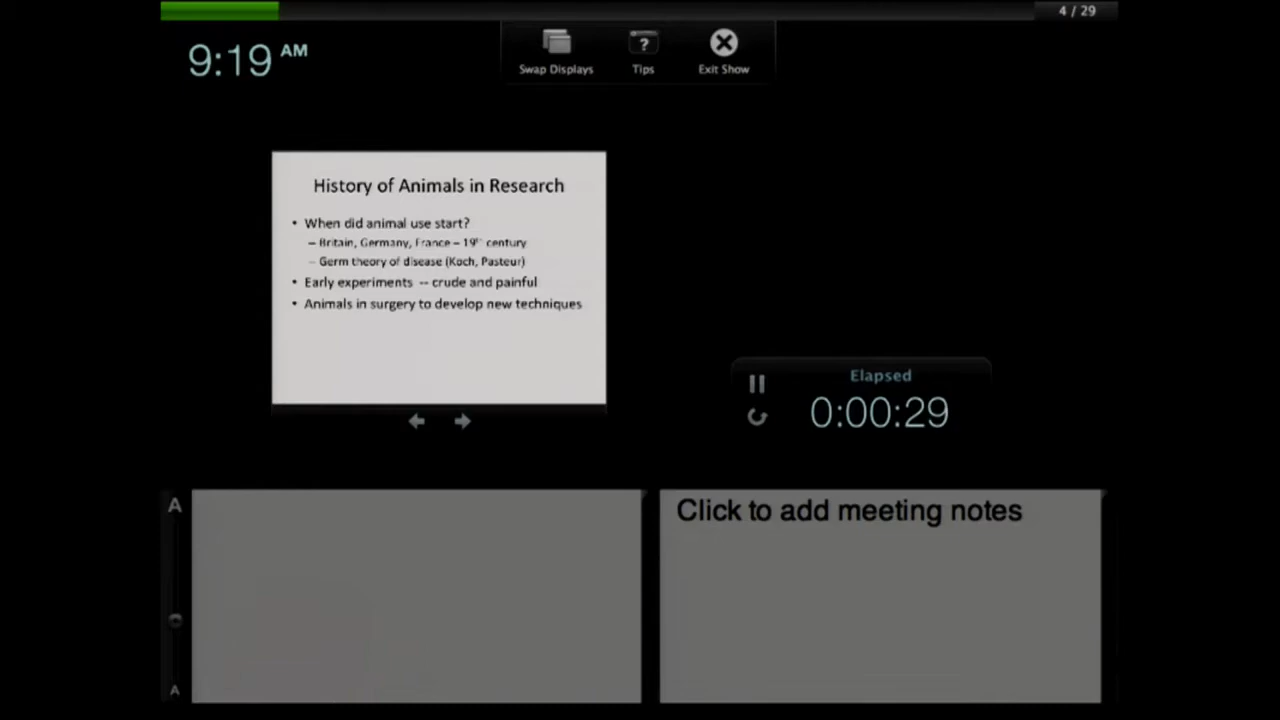 4 / 29
9:19 AM
Swap Displays
Tips
Exit Show
History of Animals in Research
• When did animal use start?
– Britain, Germany, France – 19th century
– Germ theory of disease (Koch, Pasteur)
• Early experiments -- crude and painful
• Animals in surgery to develop new techniques
Elapsed
0:00:29
A
Click to add meeting notes
A